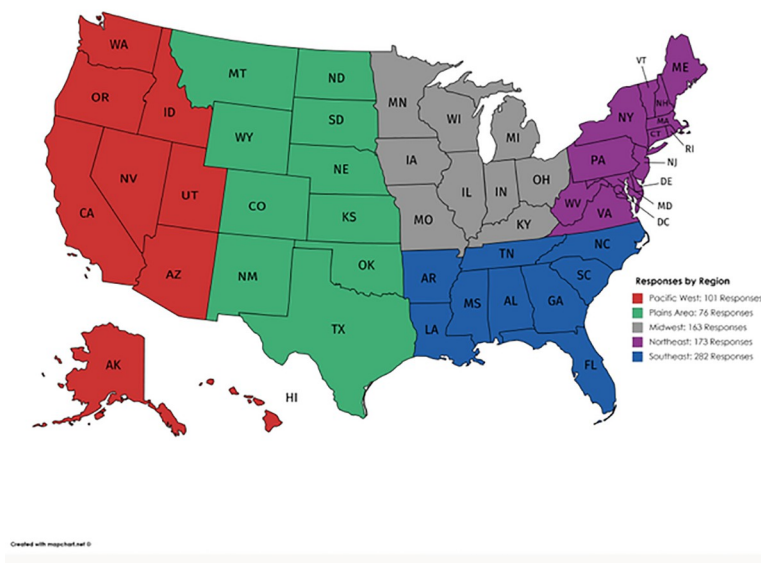 WA
MT
ND
VT
ME
OR
ID
MN
WI
MI
NY
NH
MA
CT
RI
SD
WY
NE
IA
PA
NJ
NV
UT
CO
KS
IL
IN
OH
DE
MD
DC
WV
VA
CA
MO
KY
AZ
NM
OK
AR
TN
NC
SC
TX
LA
MS
AL
GA
FL
AK
HI
Responses by Region
Pacific West: 101 Responses
Plains Area: 76 Responses
Midwest: 163 Responses
Northeast: 173 Responses
Southeast: 282 Responses
Created with mapchart.net ©